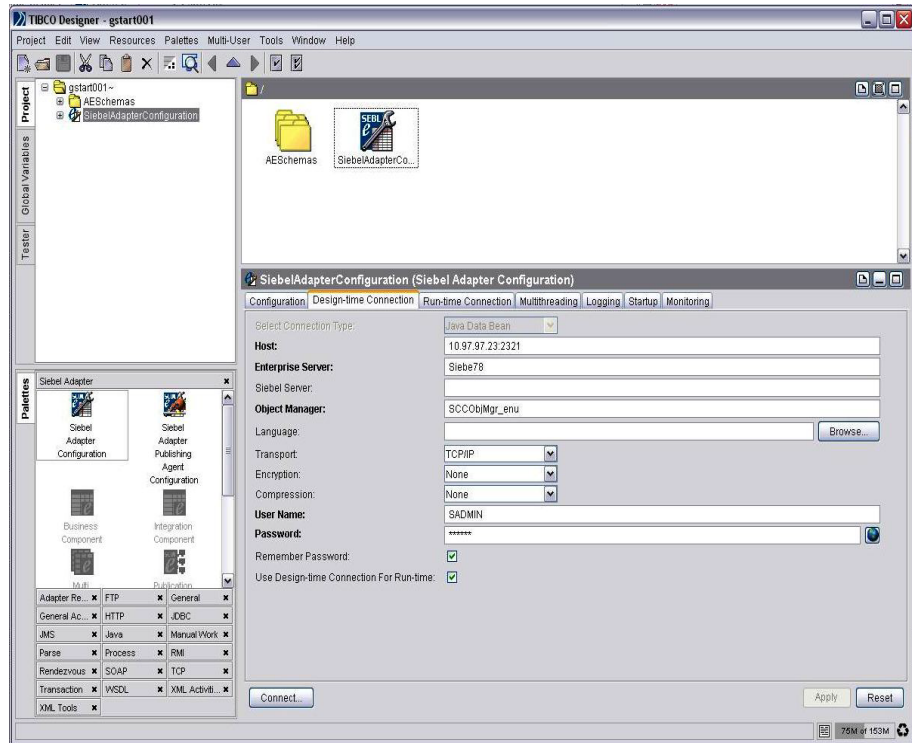 TIBCO Designer - gstart001
Project Edit View Resources Palettes Multi-User Tools Window Help
Project
Global Variables
Tester
gstart001~
AESchemas
SiebelAdapterConfiguration
/
SEBL
AESchemas
SiebelAdapterCo...
SiebelAdapterConfiguration (Siebel Adapter Configuration)
Configuration Design-time Connection Run-time Connection Multithreading Logging Startup Monitoring
Select Connection Type: Java Data Bean
Host: 10.97.97.23:2321
Enterprise Server: Siebe78
Siebel Server:
Object Manager: SCCObjMgr_enu
Language: Browse...
Transport: TCP/IP
Encryption: None
Compression: None
User Name: SADMIN
Password: ******
Remember Password:
Use Design-time Connection For Run-time:
Connect... Apply Reset
Palettes
Siebel Adapter
Siebel Adapter Configuration
Siebel Adapter Publishing Agent Configuration
Business Component
Integration Component
Multi
Publication
Adapter Re... FTP General
General Ac... HTTP JDBC
JMS Java Manual Work
Parse Process RMI
Rendezvous SOAP TCP
Transaction WSDL XML Activiti...
XML Tools
75M of 153M